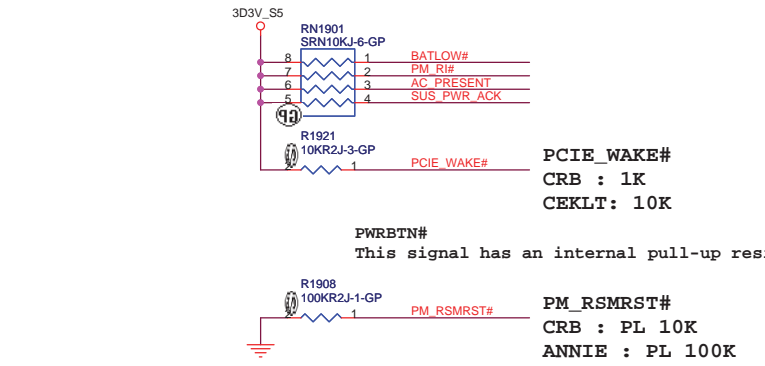 3D3V_S5
RN1901
SRN10KJ-6-GP
8 1 BATLOW#
7 2 PM_RI#
6 3 AC_PRESENT
5 4 SUS_PWR_ACK
R1921
10KR2J-3-GP
2 1 PCIE_WAKE#
PCIE_WAKE#
CRB : 1K
CEKLT: 10K
PWRBTN#
This signal has an internal pull-up
R1908
100KR2J-1-GP
2 1 PM_RSMRST#
PM_RSMRST#
CRB : PL 10K
ANNIE : PL 100K